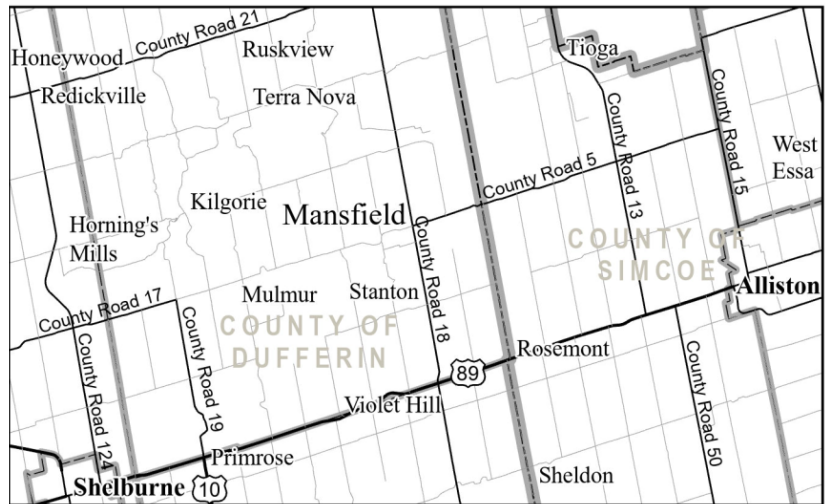 County Road 21
Honeywood
Ruskview
Tioga
Redickville
Terra Nova
County Road 13
County Road 15
West
Essa
County Road 5
Kilgorie
Mansfield
Horning's
Mills
COUNTY OF
SIMCOE
Alliston
Mulmur
Stanton
County Road 18
County Road 17
COUNTY OF
DUFFERIN
County Road 19
County Road 124
Rosemont
89
Violet Hill
County Road 50
Primrose
Sheldon
Shelburne
10